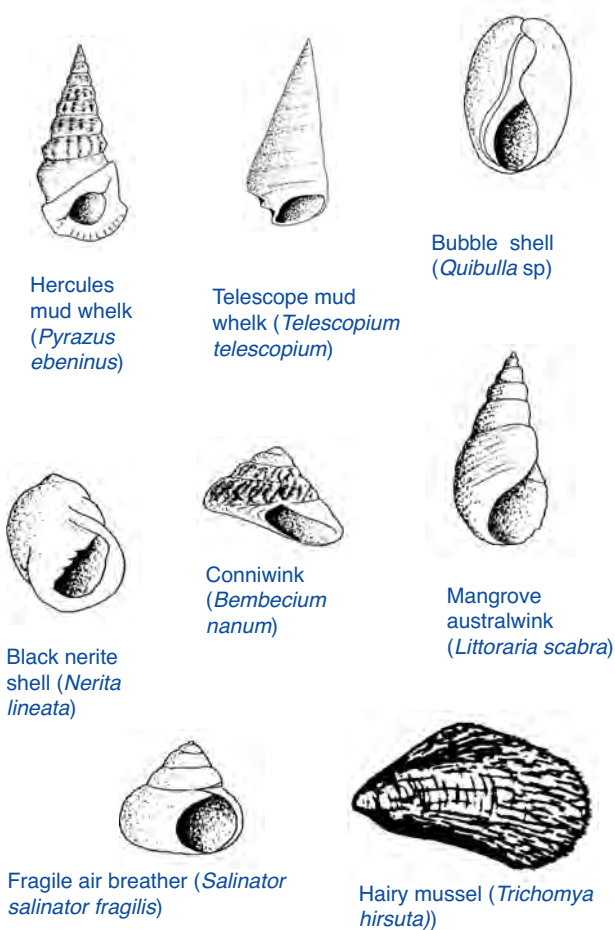 Hercules
mud whelk
(Pyrazus
ebeninus)
Telescope mud
whelk (Telescopium
telescopium)
Bubble shell
(Quibulla sp)
Black nerite
shell (Nerita
lineata)
Conniwink
(Bembecium
nanum)
Mangrove
australwink
(Littoraria scabra)
Fragile air breather (Salinator
salinator fragilis)
Hairy mussel (Trichomya
hirsuta))